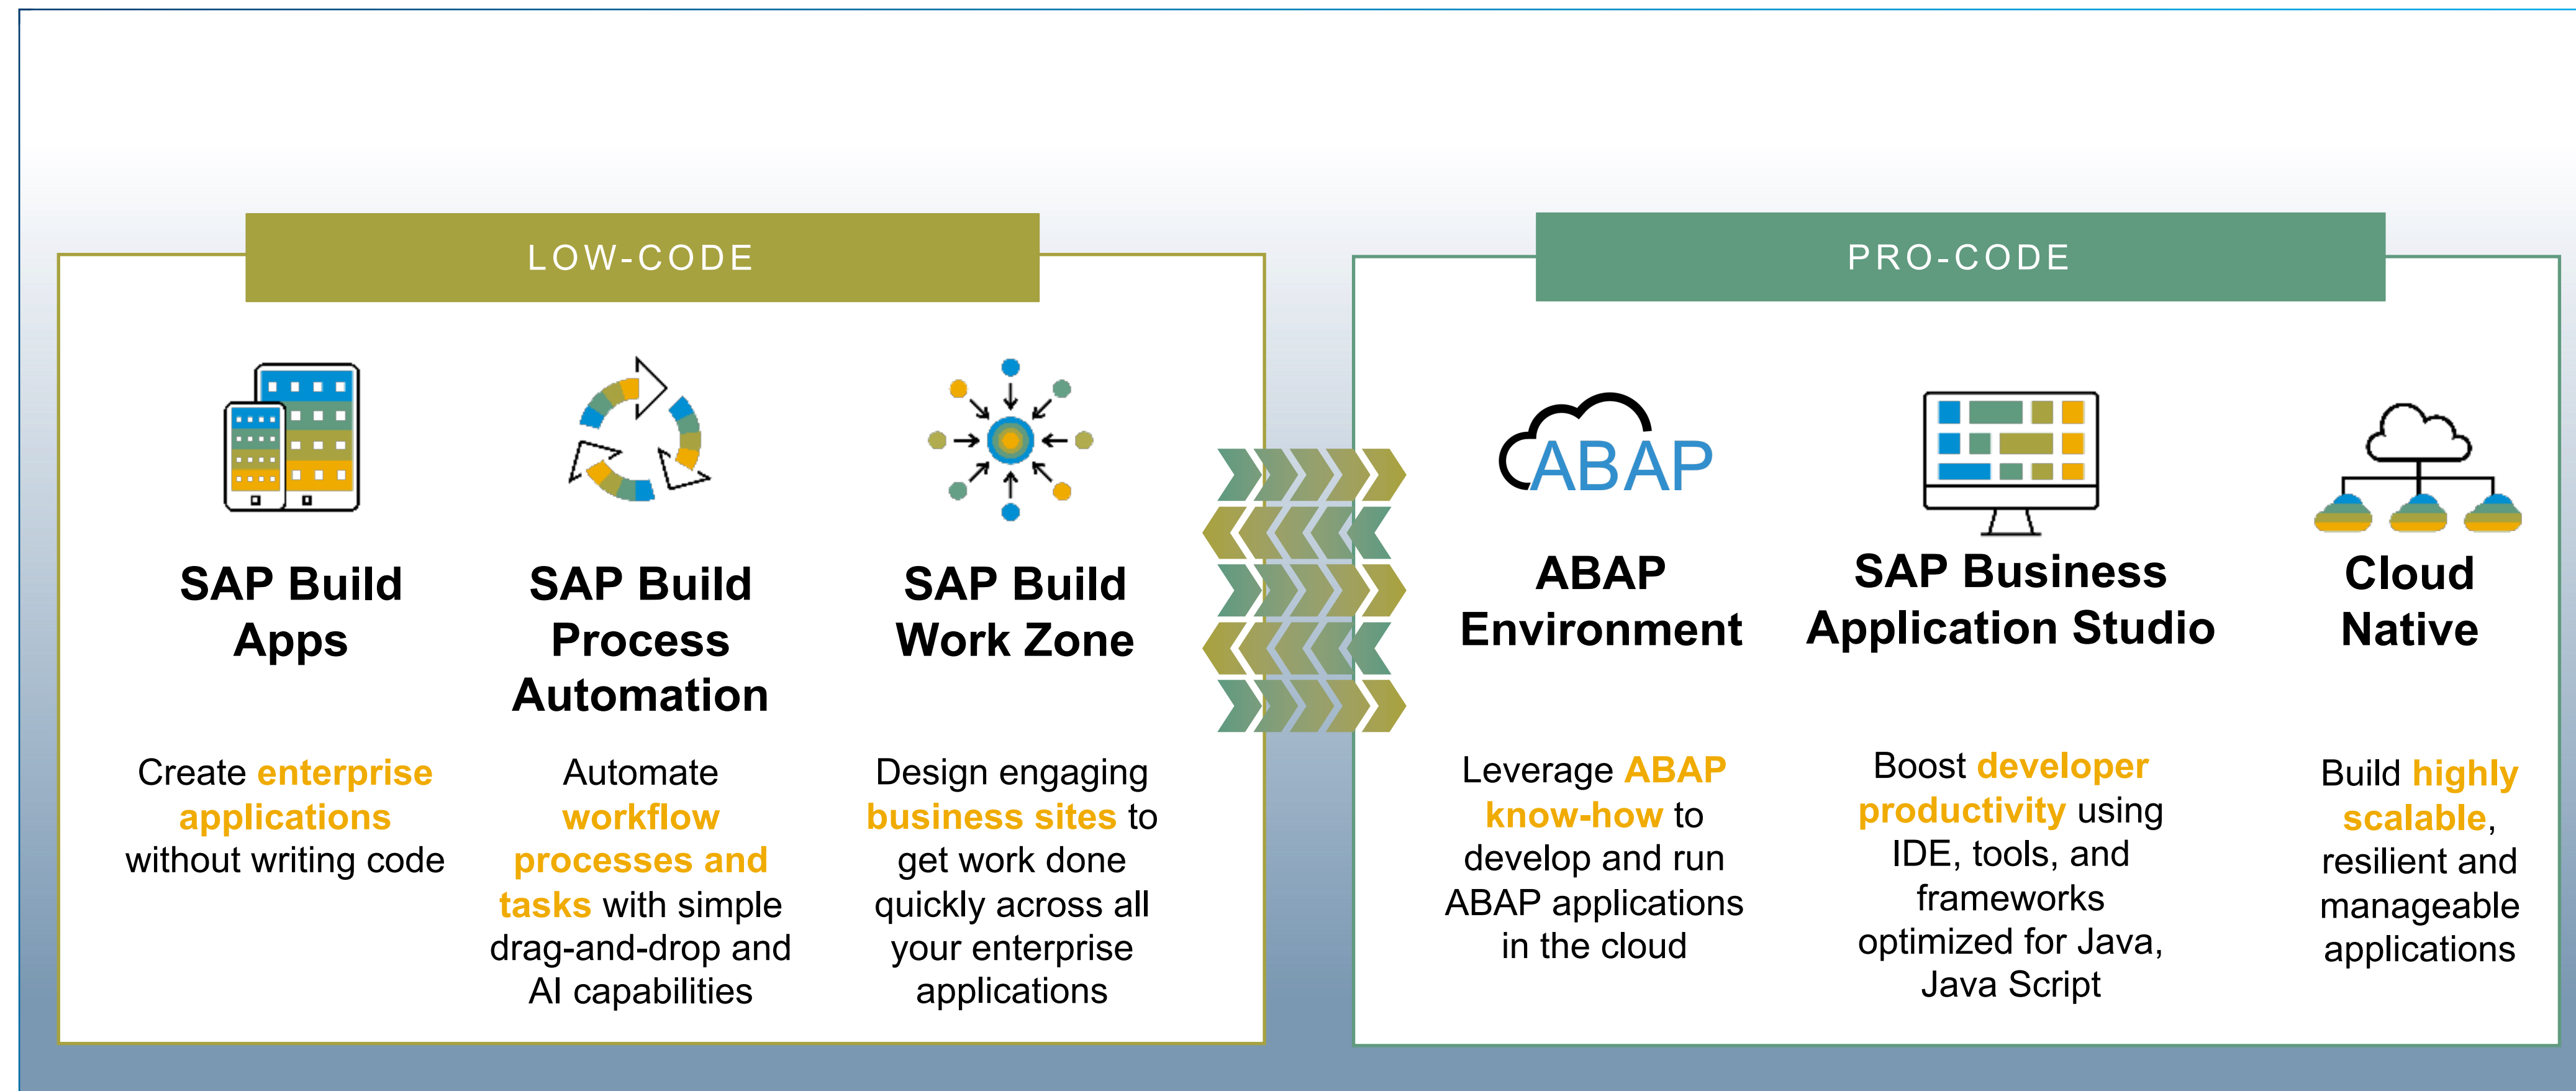 LOW-CODE
SAP Build
Apps
Create enterprise
applications
without writing code
SAP Build
Process
Automation
Automate
workflow
processes and
tasks with simple
drag-and-drop and
AI capabilities
SAP Build
Work Zone
Design engaging
business sites to
get work done
quickly across all
your enterprise
applications
PRO-CODE
ABAP
ABAP
Environment
Leverage ABAP
know-how to
develop and run
ABAP applications
in the cloud
SAP Business
Application Studio
Boost developer
productivity using
IDE, tools, and
frameworks
optimized for Java,
Java Script
Cloud
Native
Build highly
scalable,
resilient and
manageable
applications